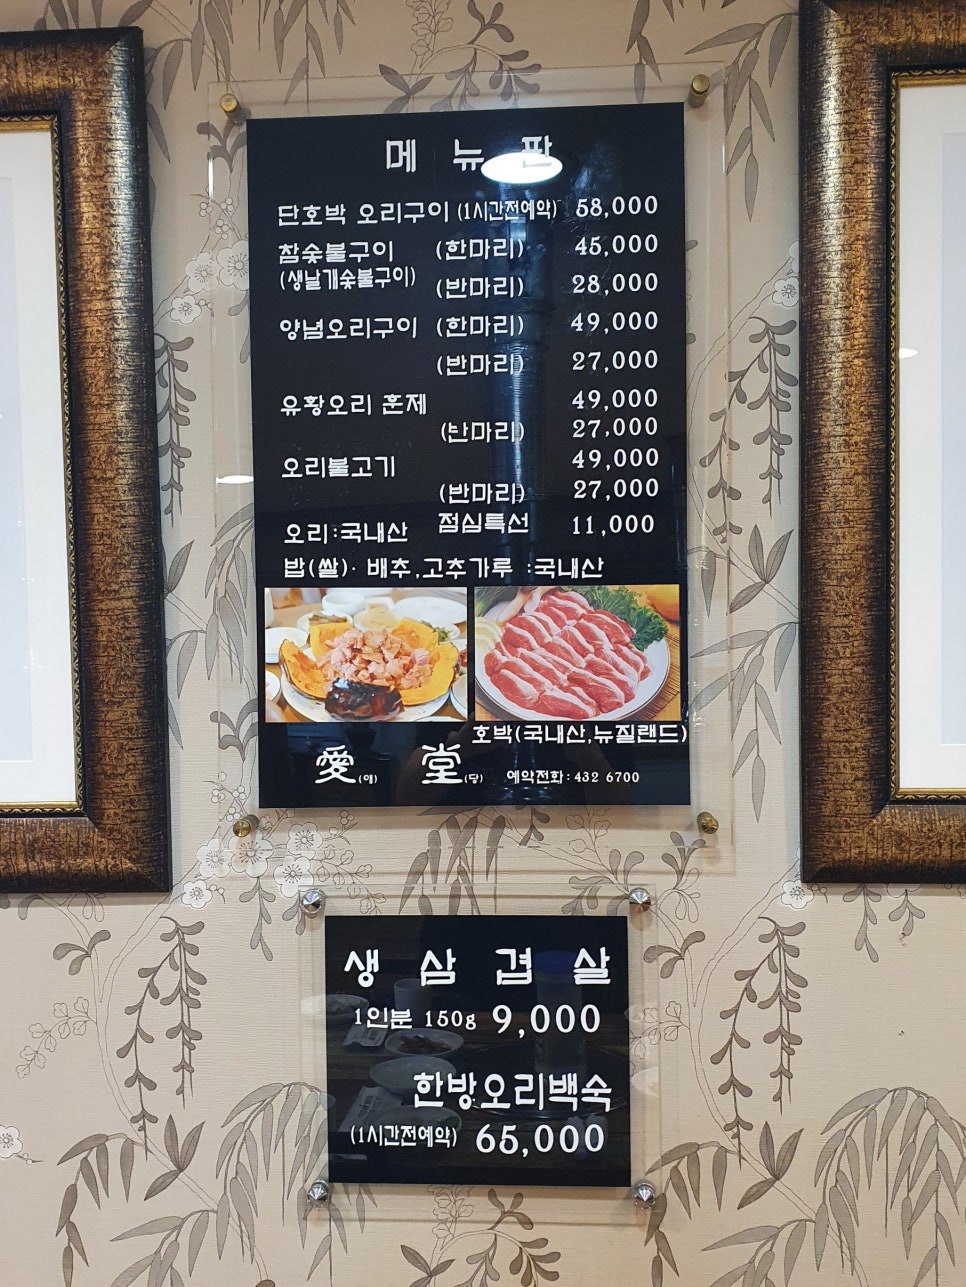 메뉴판
단호박 오리구이 (1시간전예약) 58,000
참숯불구이 (한마리) 45,000
(생날개숯불구이) (반마리) 28,000
양념오리구이 (한마리) 49,000
(반마리) 27,000
유황오리 훈제 49,000
(반마리) 27,000
오리불고기 49,000
(반마리) 27,000
오리:국내산 점심특선 11,000
밥(쌀)· 배추,고추가루 :국내산
호박(국내산,뉴질랜드)
愛(애) 堂(당) 예약전화: 432 6700
생삼겹살
1인분 150g 9,000
한방오리백숙
(1시간전예약) 65,000